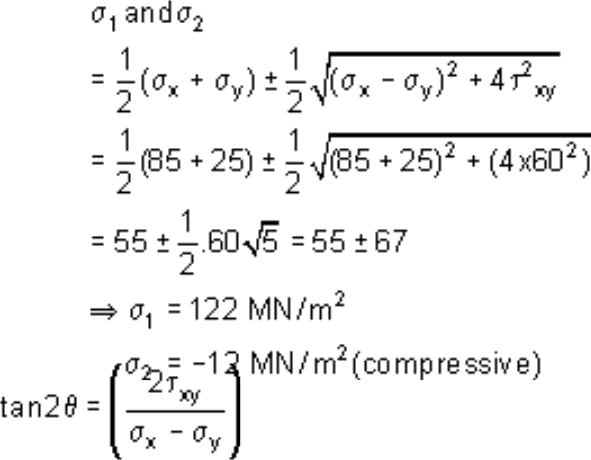 σ₁ and σ₂
= 1/2 (σₓ + σᵧ) ± 1/2 √((σₓ − σᵧ)² + 4τ²ₓᵧ)
= 1/2 (85 + 25) ± 1/2 √((85 + 25)² + (4x60²))
= 55 ± 1/2 .60√5 = 55 ± 67
⇒ σ₁ = 122 MN/m²
σ₂ = −12 MN/m² (compressive)
tan2θ = (2τₓᵧ / (σₓ − σᵧ))